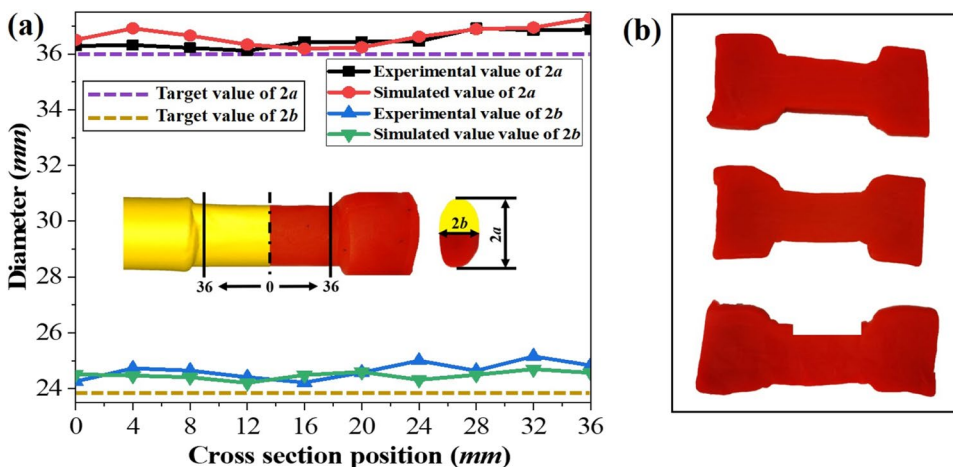 (a)
(b)
Diameter (mm)
36
34
32
30
28
26
24
Target value of 2a
Target value of 2b
Experimental value of 2a
Simulated value of 2a
Experimental value of 2b
Simulated value value of 2b
2b
2a
36
0
36
0 4 8 12 16 20 24 28 32 36
Cross section position (mm)